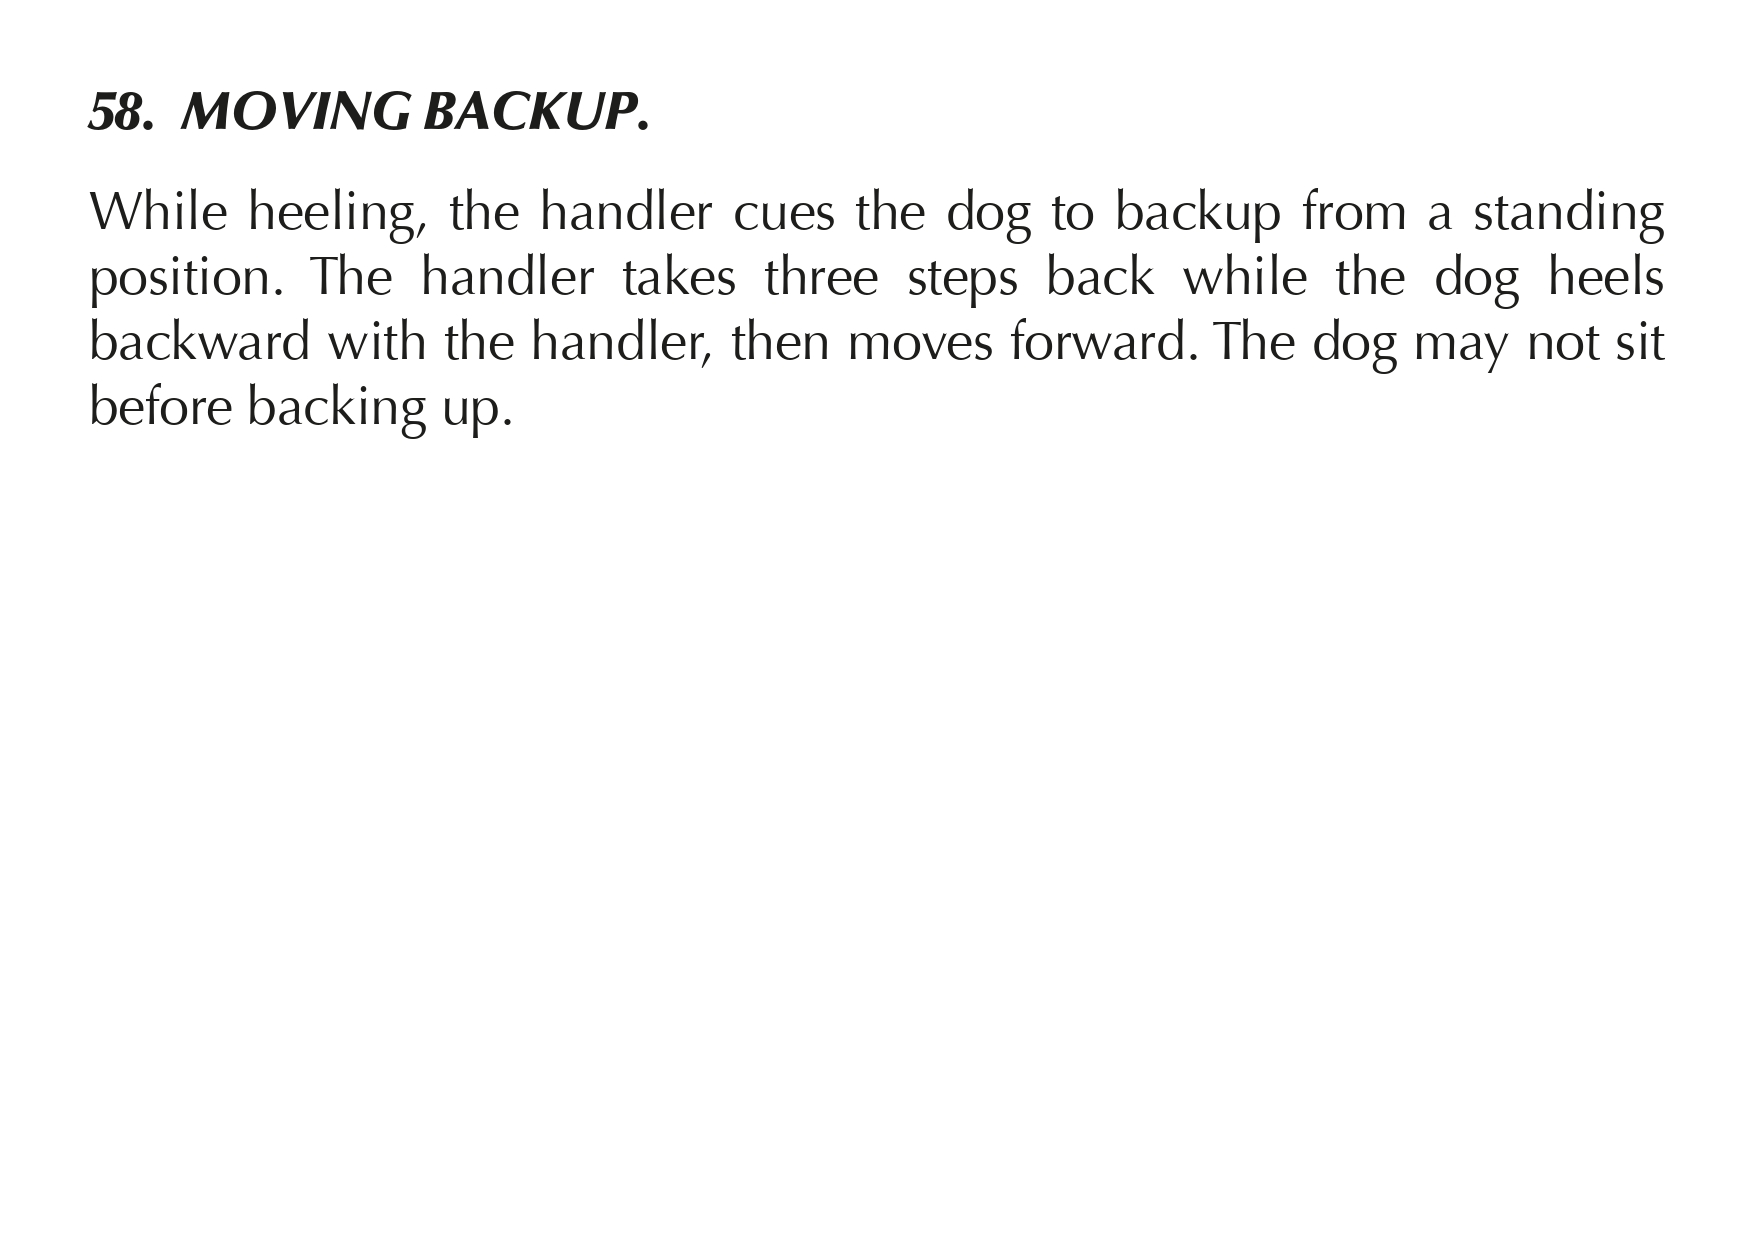 58. MOVING BACKUP.
While heeling, the handler cues the dog to backup from a standing
position. The handler takes three steps back while the dog heels
backward with the handler, then moves forward. The dog may not sit
before backing up.